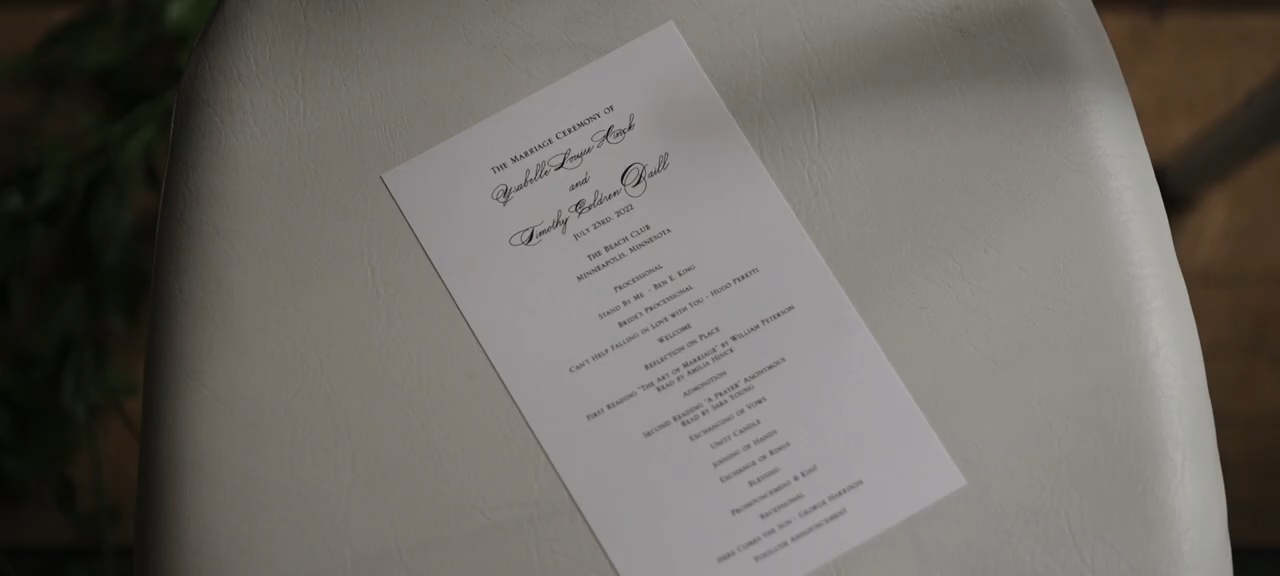 The Marriage Ceremony of
Ysabelle Louise Hinck
and
Timothy Coldren Daill
July 23rd, 2022
The Beach Club
Minneapolis, Minnesota
Processional
Stand By Me - Ben E. King
Bride's Processional
Can't Help Falling in Love with You - Hugo Peretti
Welcome
Reflection on Place
First Reading "The Art of Marriage" by William Peterson
Read by Amelia Hinck
Admonition
Second Reading "A Prayer" Anonymous
Read by Sara Young
Exchanging of Vows
Unity Candle
Joining of Hands
Exchange of Rings
Blessing
Pronouncement & Kiss
Recessional
Here Comes the Sun - George Harrison
Postlude Announcement